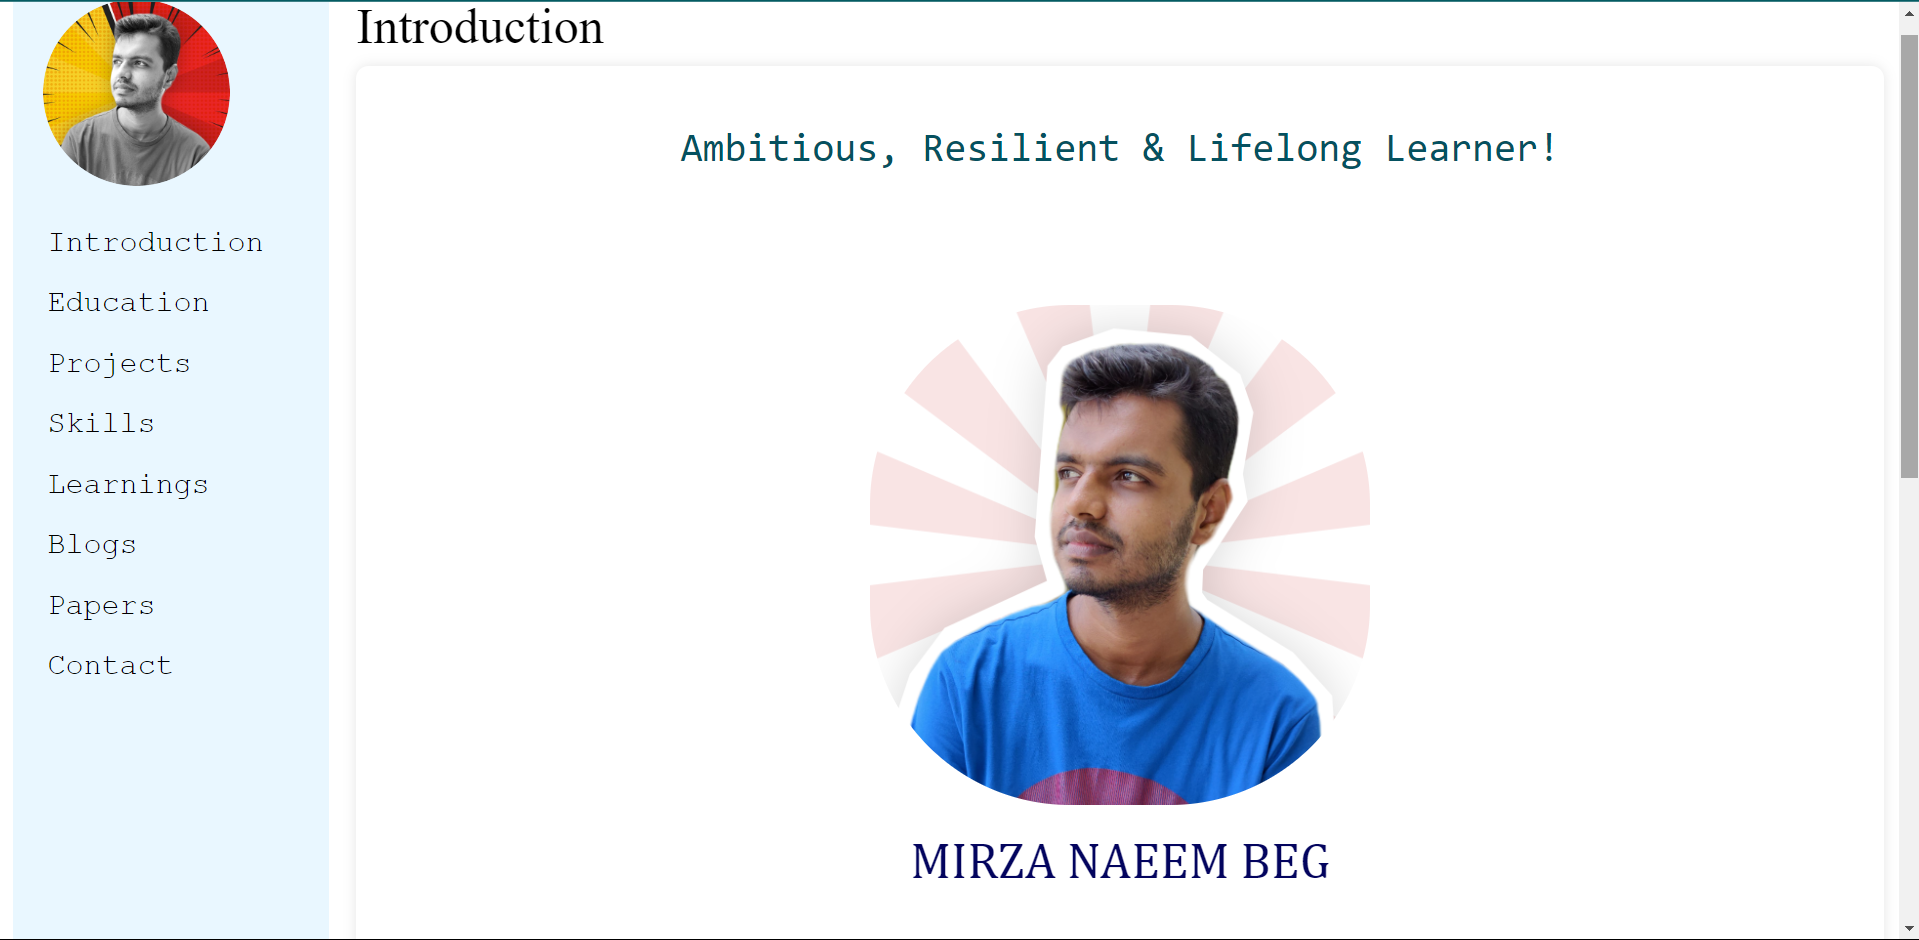 Introduction
Education
Projects
Skills
Learnings
Blogs
Papers
Contact
Introduction
Ambitious, Resilient & Lifelong Learner!
MIRZA NAEEM BEG